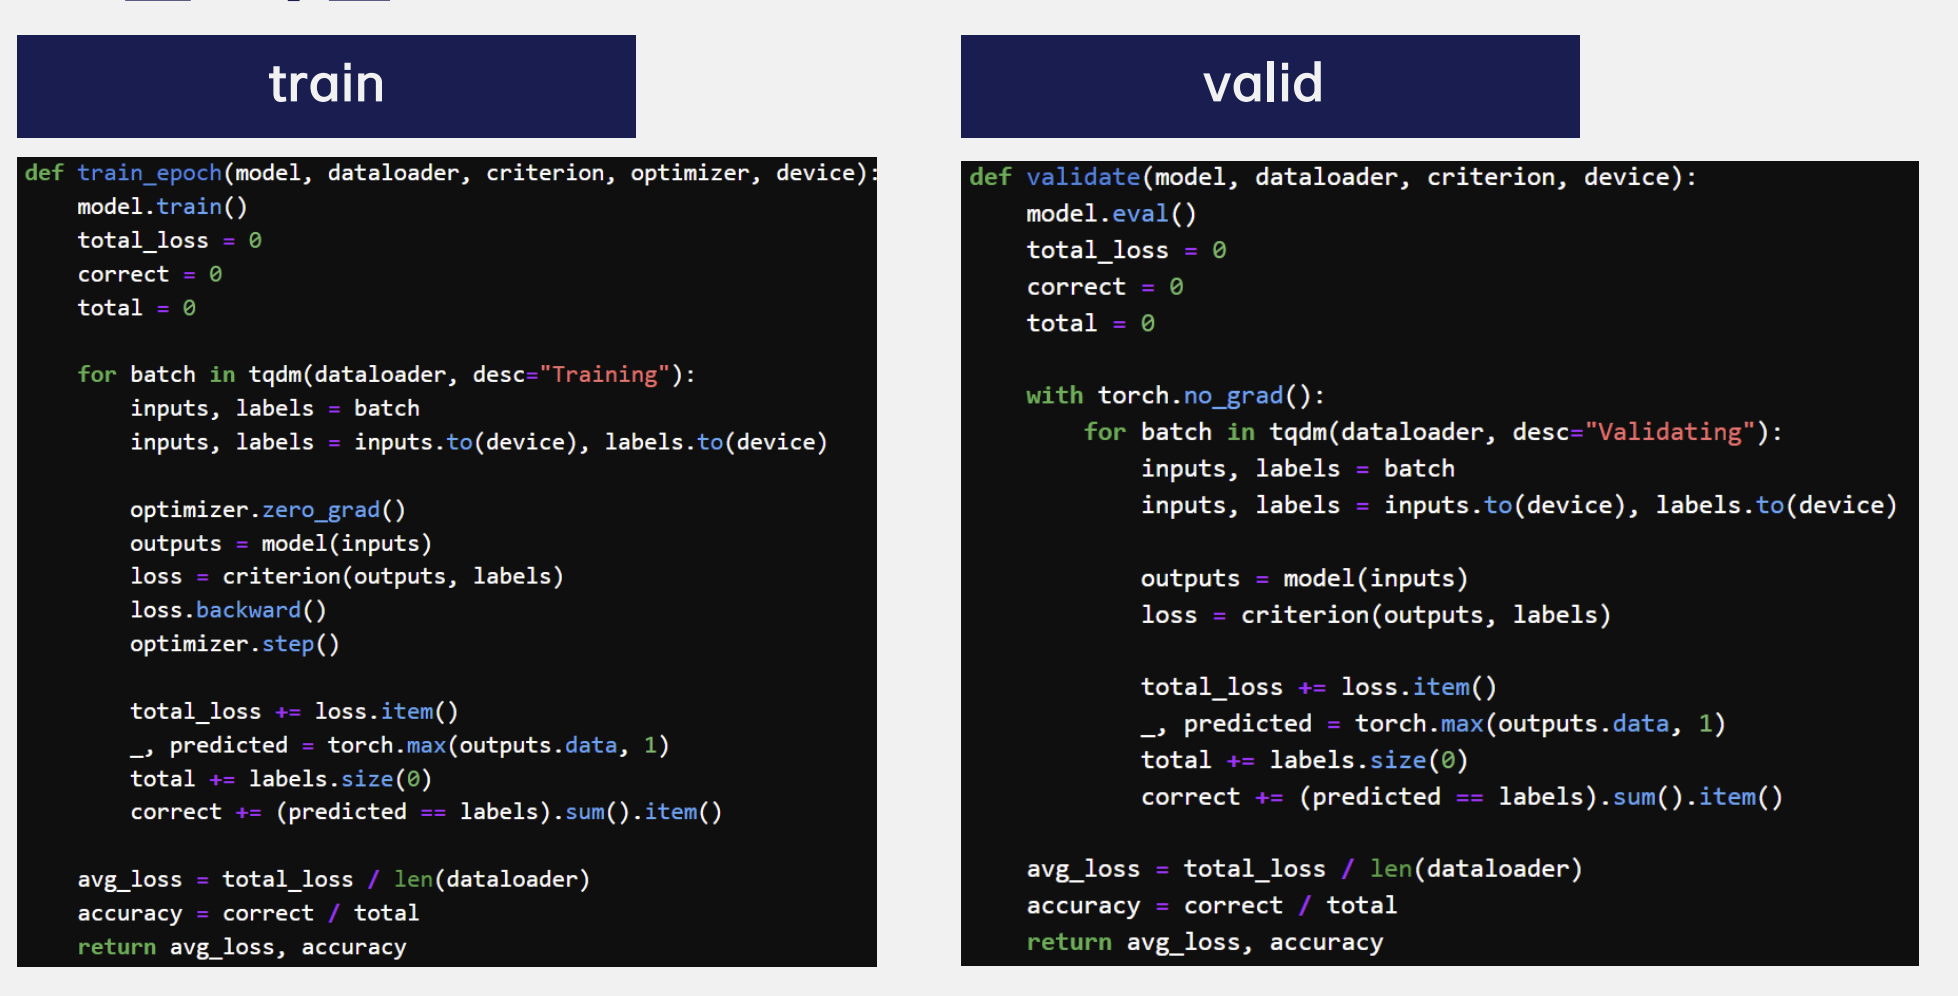 train
def train_epoch(model, dataloader, criterion, optimizer, device):
    model.train()
    total_loss = 0
    correct = 0
    total = 0
    for batch in tqdm(dataloader, desc="Training"):
        inputs, labels = batch
        inputs, labels = inputs.to(device), labels.to(device)
        optimizer.zero_grad()
        outputs = model(inputs)
        loss = criterion(outputs, labels)
        loss.backward()
        optimizer.step()
        total_loss += loss.item()
        _, predicted = torch.max(outputs.data, 1)
        total += labels.size(0)
        correct += (predicted == labels).sum().item()
    avg_loss = total_loss / len(dataloader)
    accuracy = correct / total
    return avg_loss, accuracy
valid
def validate(model, dataloader, criterion, device):
    model.eval()
    total_loss = 0
    correct = 0
    total = 0
    with torch.no_grad():
        for batch in tqdm(dataloader, desc="Validating"):
            inputs, labels = batch
            inputs, labels = inputs.to(device), labels.to(device)
            outputs = model(inputs)
            loss = criterion(outputs, labels)
            total_loss += loss.item()
            _, predicted = torch.max(outputs.data, 1)
            total += labels.size(0)
            correct += (predicted == labels).sum().item()
    avg_loss = total_loss / len(dataloader)
    accuracy = correct / total
    return avg_loss, accuracy